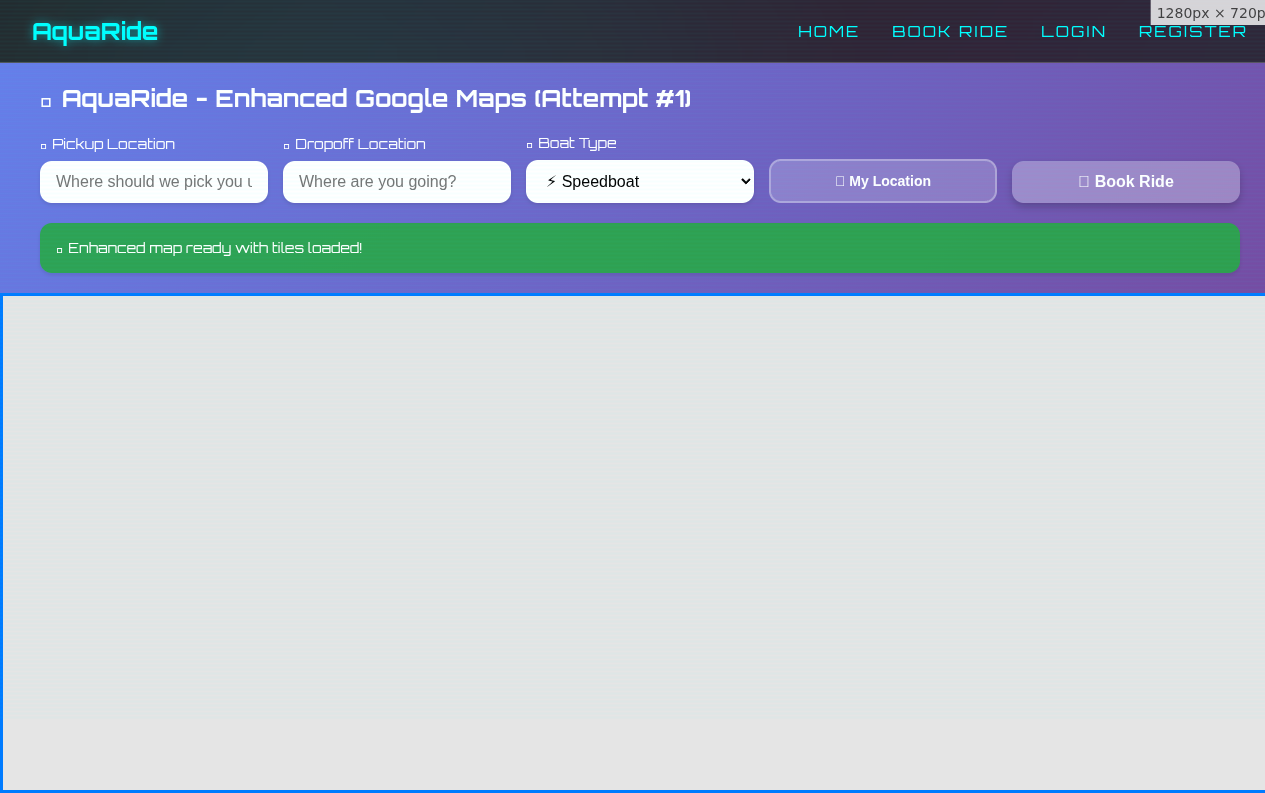 AquaRide
HOME BOOK RIDE LOGIN REGISTER
1280px × 720p
AquaRide - Enhanced Google Maps (Attempt #1)
Pickup Location
Dropoff Location
Boat Type
Where should we pick you
Where are you going?
⚡ Speedboat
My Location
Book Ride
Enhanced map ready with tiles loaded!